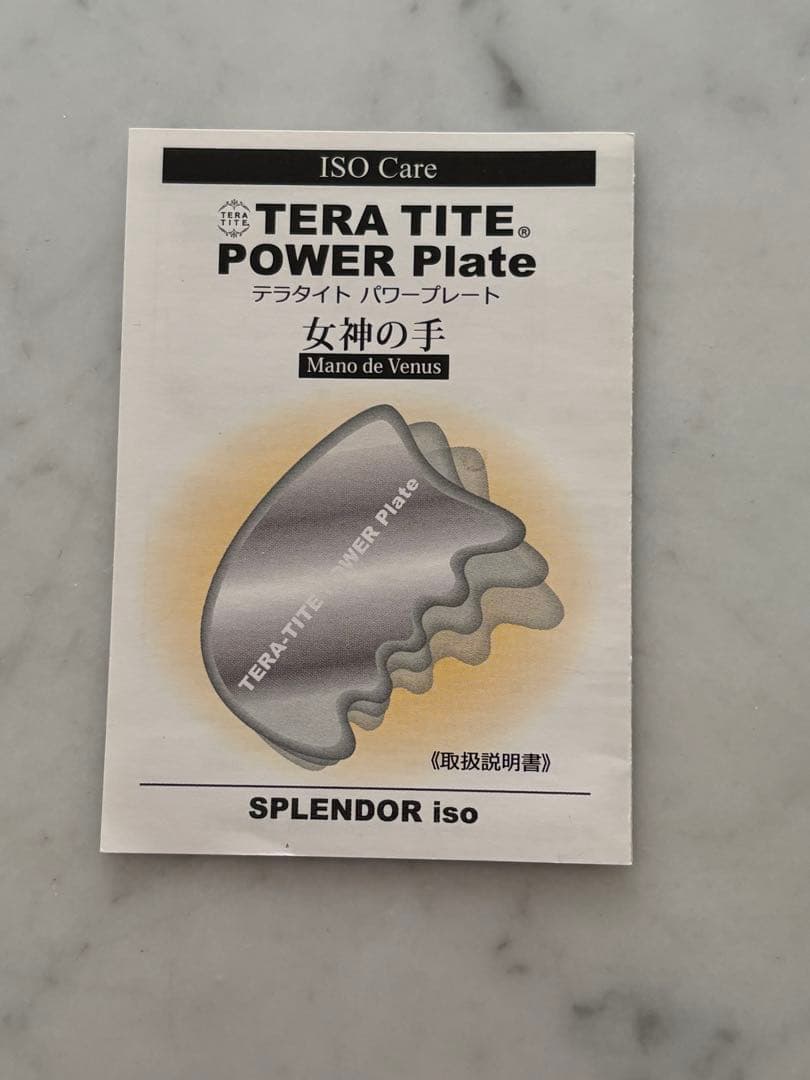 ISO Care
TERA
TITE
TERA TITE®
POWER Plate
テラタイト パワープレート
女神の手
Mano de Venus
TERA-TITE POWER Plate
《取扱説明書》
SPLENDOR iso